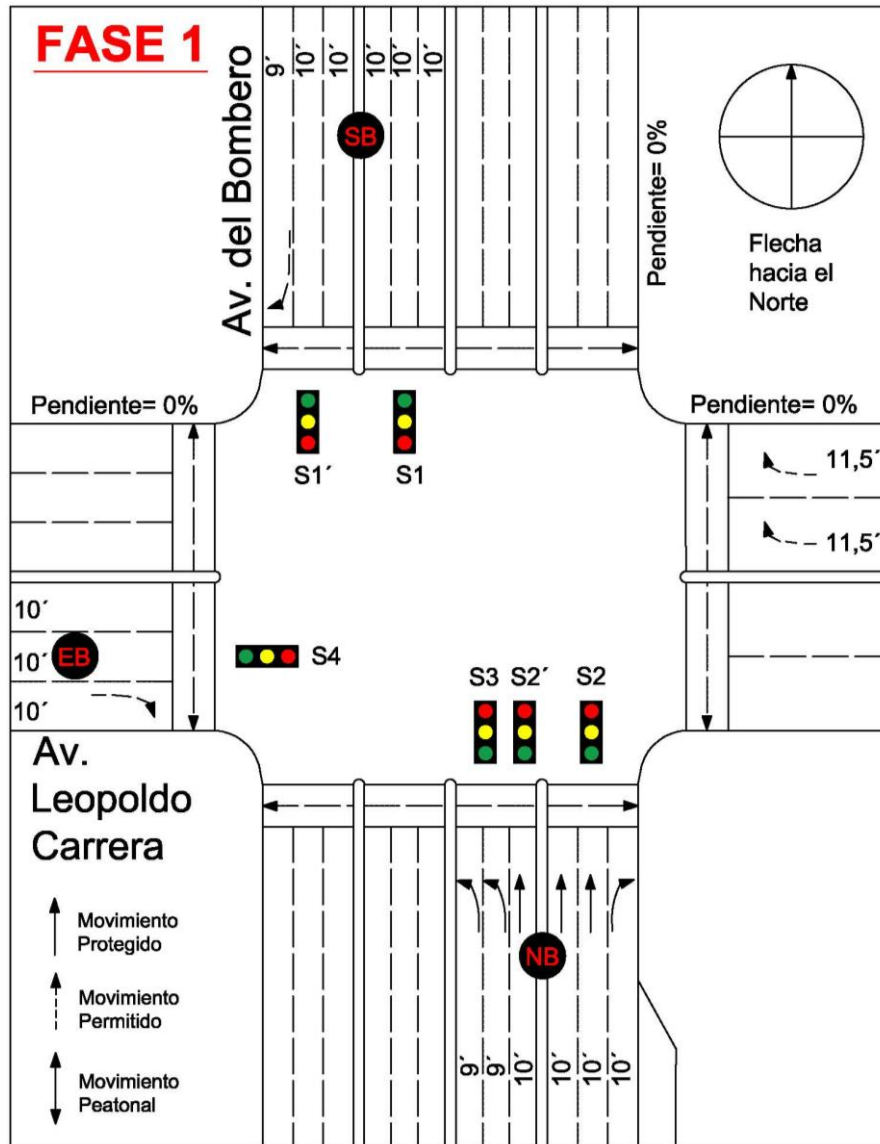 FASE 1
Av. del Bombero
9´
10´
10´
10´
10´
10´
SB
Pendiente= 0%
Flecha
hacia el
Norte
Pendiente= 0%
S1´
S1
Pendiente= 0%
11,5´
11,5´
10´
10´
10´
EB
S4
S3
S2´
S2
Av.
Leopoldo
Carrera
Movimiento
Protegido
Movimiento
Permitido
Movimiento
Peatonal
NB
9´
9´
10´
10´
10´
10´